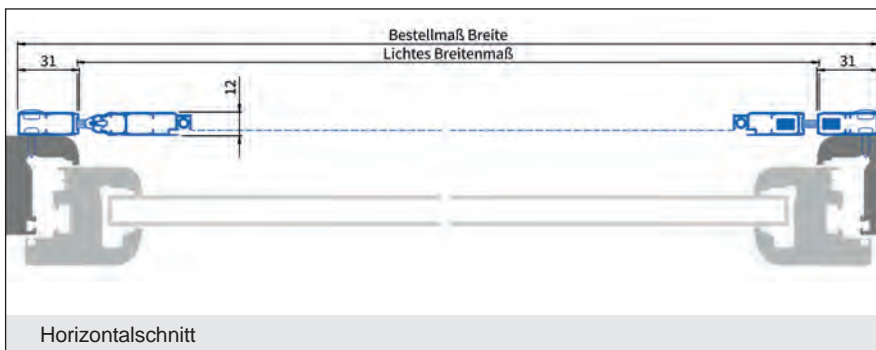 Bestellmaß Breite
Lichtes Breitenmaß
31
31
12
Horizontalschnitt